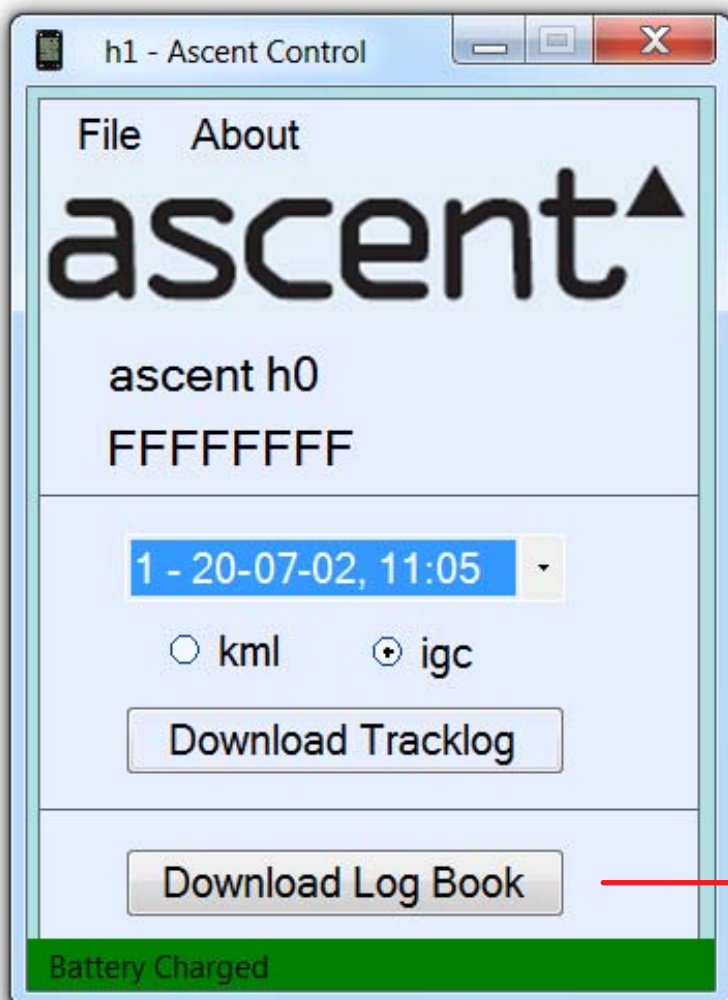 h1 - Ascent Control
File About
ascent
ascent h0
FFFFFFFF
1 - 20-07-02, 11:05
kml igc
Download Tracklog
Download Log Book
Battery Charged